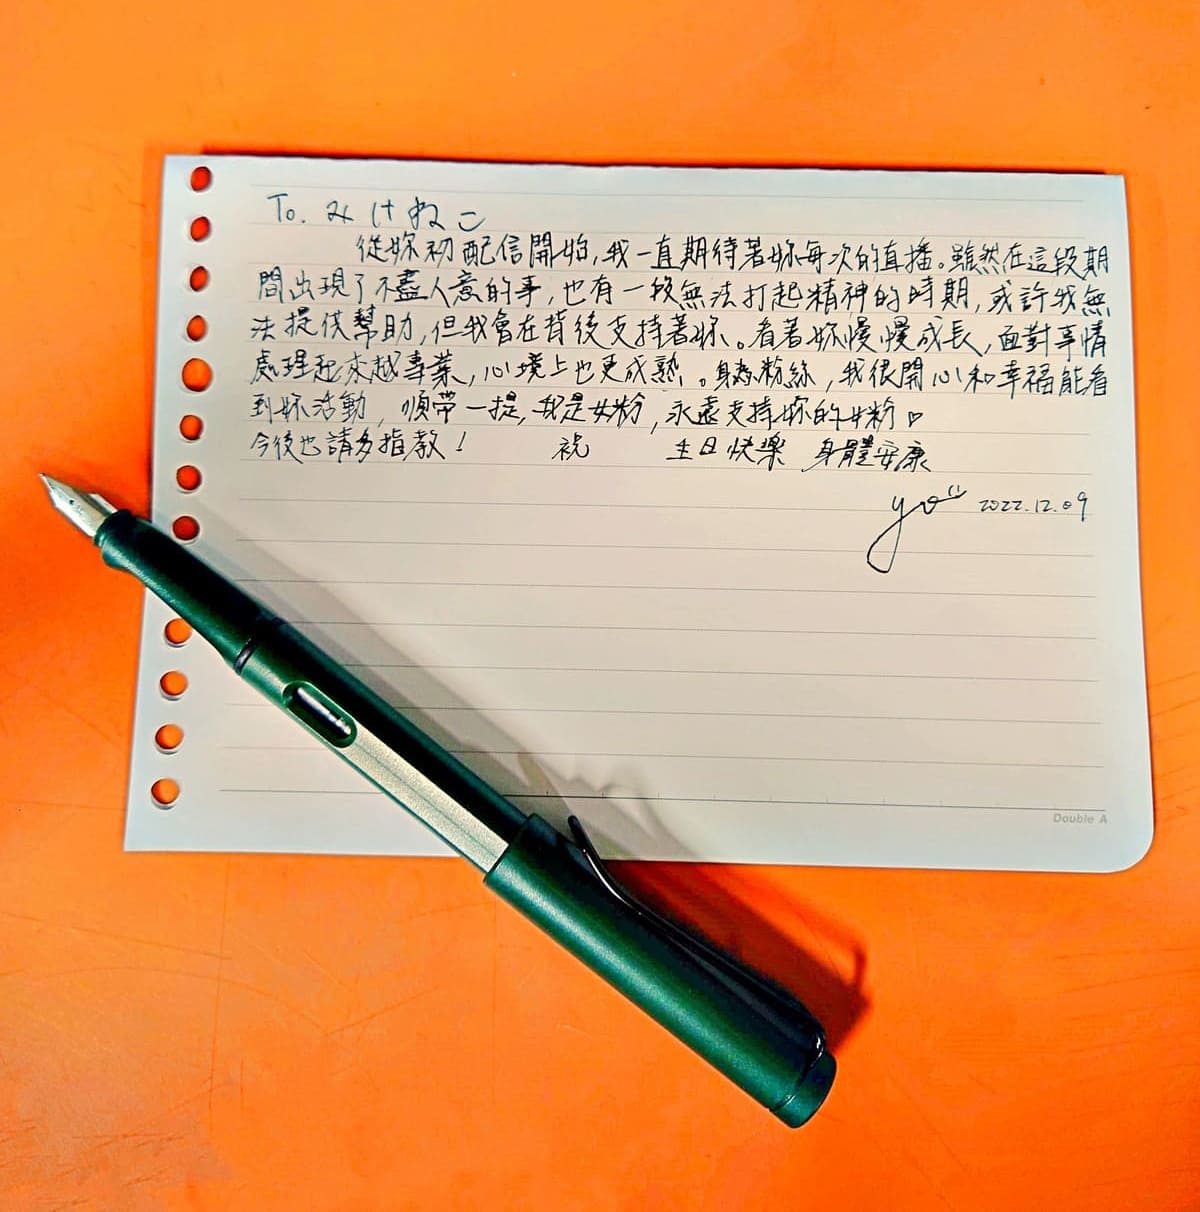 To. みけねこ
從妳初配信開始,我一直期待著妳每次的直播。雖然在這段期
間出現了不盡人意的事,也有一段無法打起精神的時期,或許我無
法提供幫助,但我會在背後支持著妳。看著妳慢慢成長,面對事情
處理起來越專業,心境上也更成熟。身為粉絲,我很開心和幸福能看
到妳活動,順帶一提,我是女粉,永遠支持妳的女粉♡
今後也請多指教! 祝 生日快樂 身體安康
yo 2022.12.09
Double A